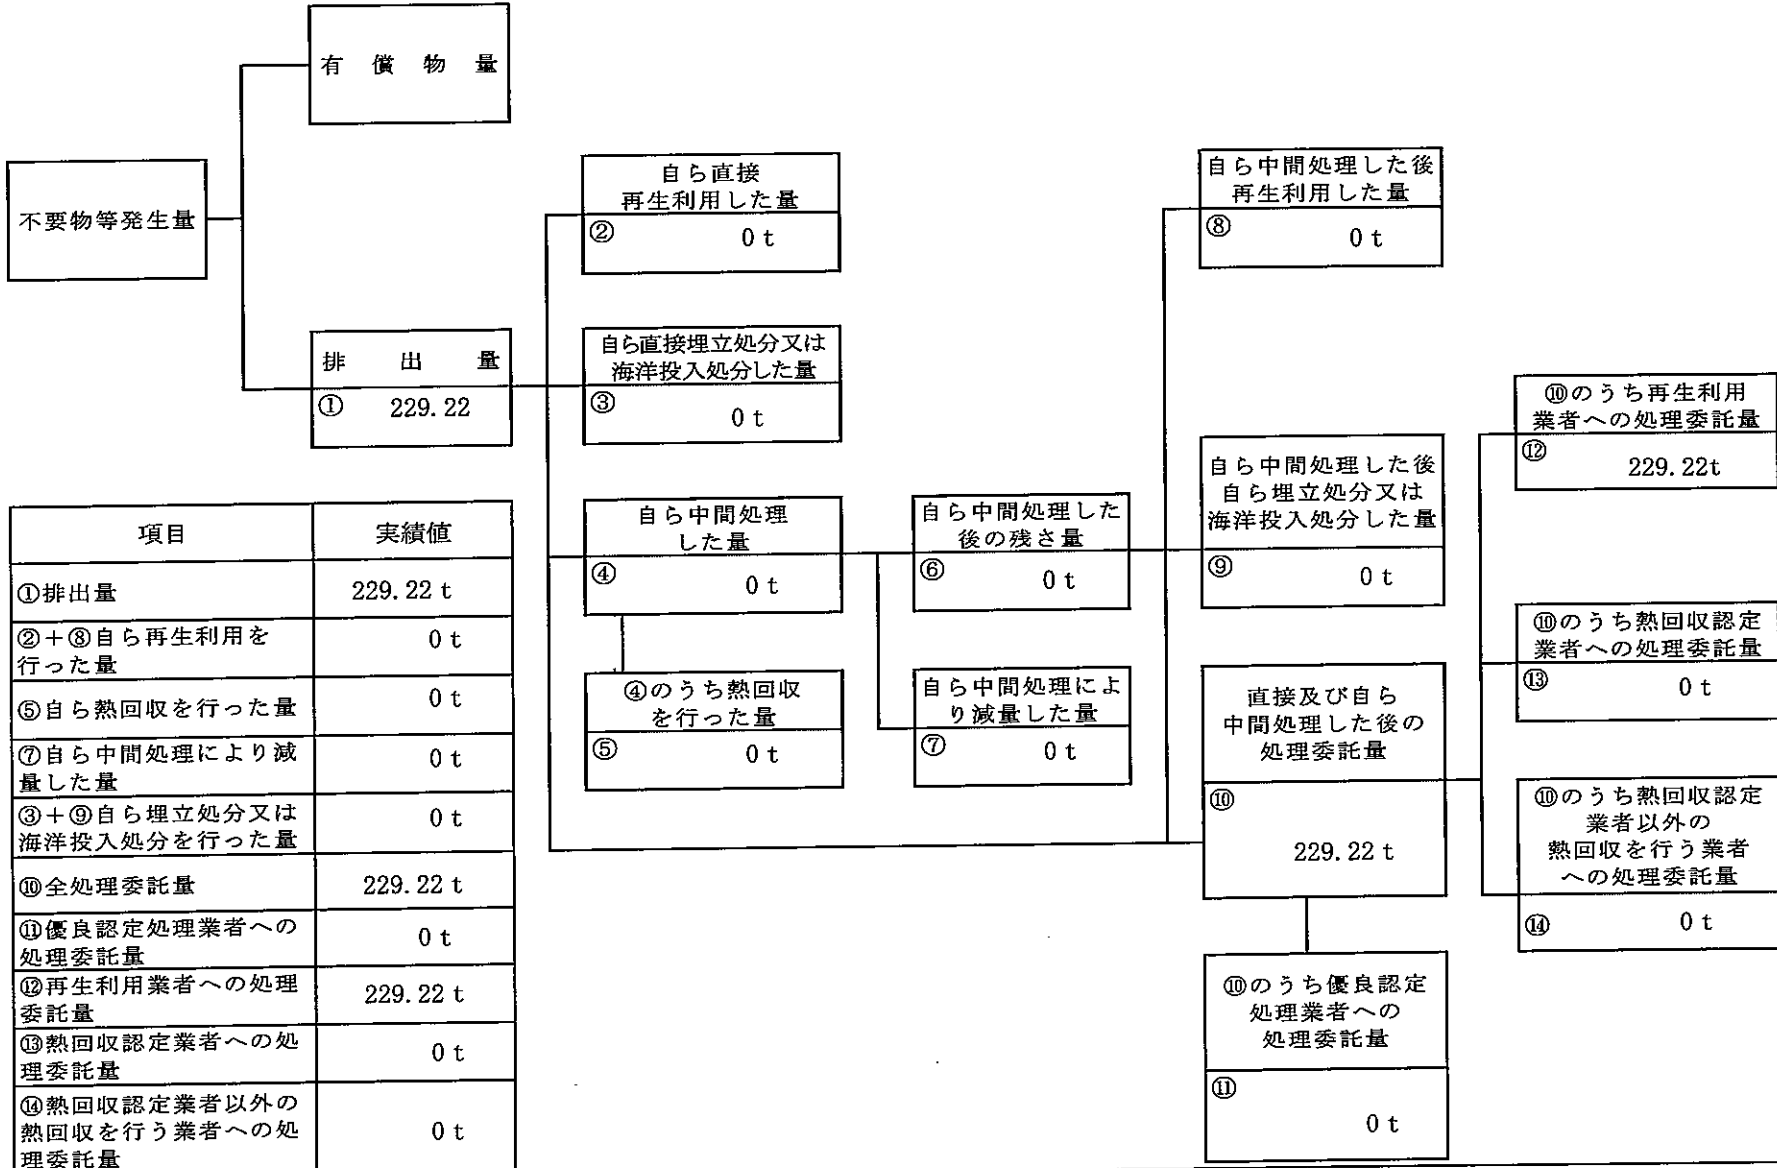 有償物量
不要物等発生量
排出量
① 229.22
自ら直接
再生利用した量
② 0 t
自ら直接埋立処分又は
海洋投入処分した量
③ 0 t
自ら中間処理
した量
④ 0 t
④のうち熱回収
を行った量
⑤ 0 t
自ら中間処理した
後の残さ量
⑥ 0 t
自ら中間処理によ
り減量した量
⑦ 0 t
自ら中間処理した後
再生利用した量
⑧ 0 t
自ら中間処理した後
自ら埋立処分又は
海洋投入処分した量
⑨ 0 t
直接及び自ら
中間処理した後の
処理委託量
⑩
229.22 t
⑩のうち優良認定
処理業者への
処理委託量
⑪
0 t
⑩のうち再生利用
業者への処理委託量
⑫ 229.22t
⑩のうち熱回収認定
業者への処理委託量
⑬ 0 t
⑩のうち熱回収認定
業者以外の
熱回収を行う業者
への処理委託量
⑭ 0 t
項目 実績値
①排出量 229.22 t
②+⑧自ら再生利用を
行った量 0 t
⑤自ら熱回収を行った量 0 t
⑦自ら中間処理により減
量した量 0 t
③+⑨自ら埋立処分又は
海洋投入処分を行った量 0 t
⑩全処理委託量 229.22 t
⑪優良認定処理業者への
処理委託量 0 t
⑫再生利用業者への処理
委託量 229.22 t
⑬熱回収認定業者への処
理委託量 0 t
⑭熱回収認定業者以外の
熱回収を行う業者への処
理委託量 0 t